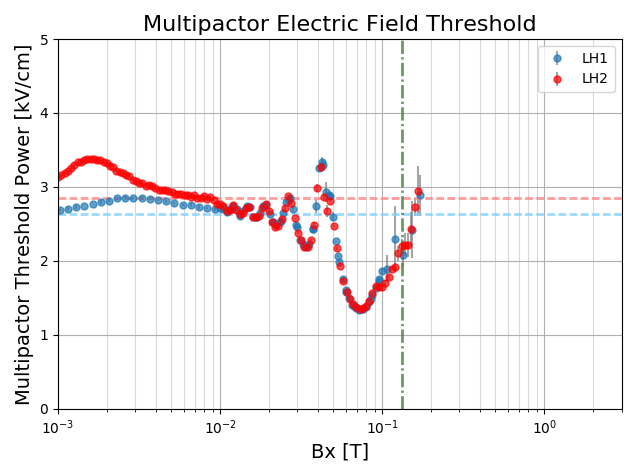 Multipactor Electric Field Threshold
Multipactor Threshold Power [kV/cm]
5
4
3
2
1
0
LH1
LH2
10⁻³
10⁻²
10⁻¹
10⁰
Bx [T]